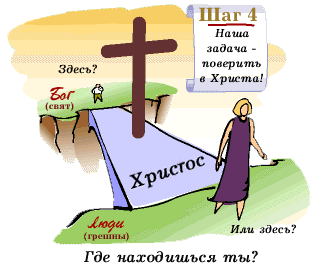 Шаг 4
Наша
задача -
поверить
в Христа!
Здесь?
Бог
(свят)
Христос
Люди
(грешны)
Или здесь?
Где находишься ты?